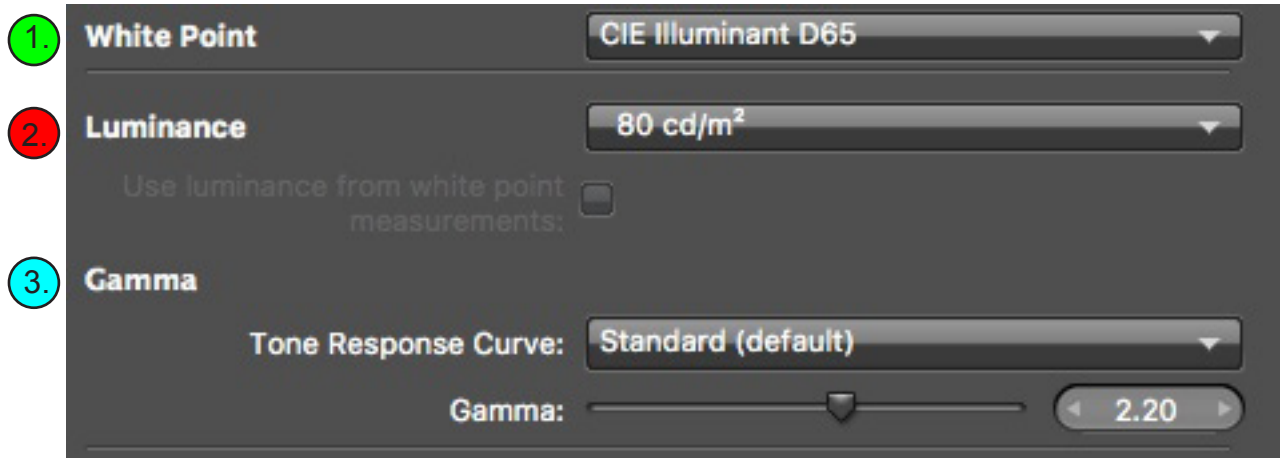 1. White Point CIE Illuminant D65
2. Luminance 80 cd/m²
Use luminance from white point
measurements:
3. Gamma
Tone Response Curve: Standard (default)
Gamma: 2.20